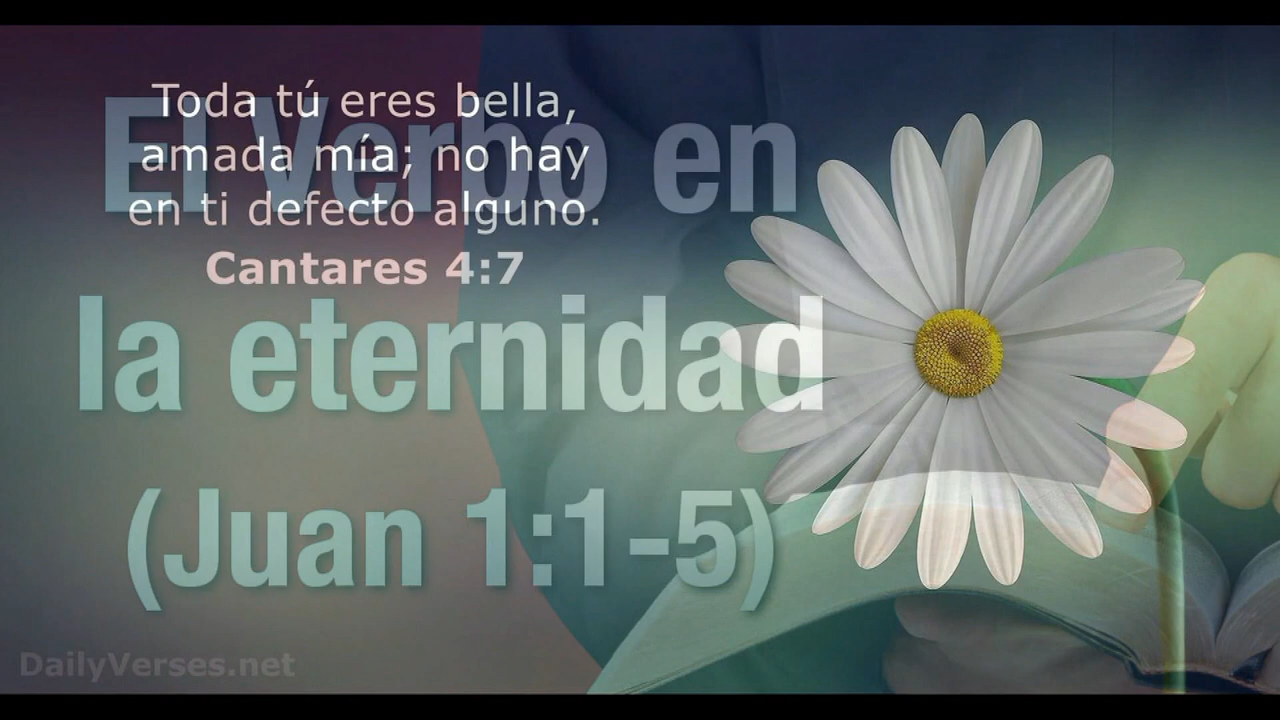 Toda tú eres bella,
amada mía; no hay
en ti defecto alguno.
Cantares 4:7
El Verbo en
la eternidad
(Juan 1:1-5)
DailyVerses.net